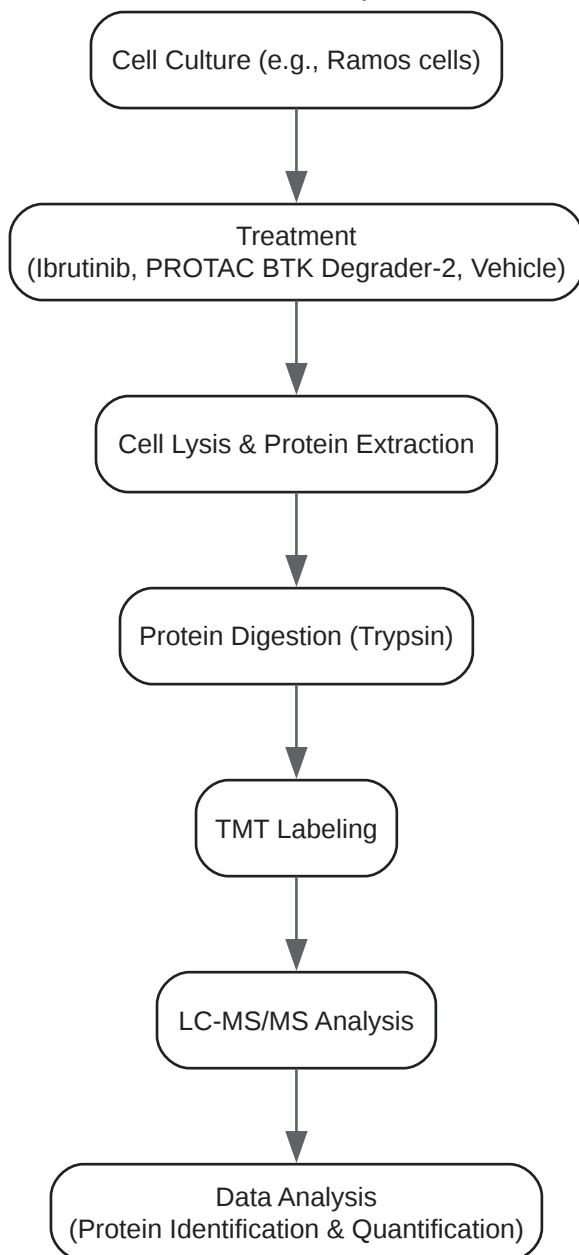 Cell Culture (e.g., Ramos cells)
Treatment
(Ibrutinib, PROTAC BTK Degrader-2, Vehicle)
Cell Lysis & Protein Extraction
Protein Digestion (Trypsin)
TMT Labeling
LC-MS/MS Analysis
Data Analysis
(Protein Identification & Quantification)